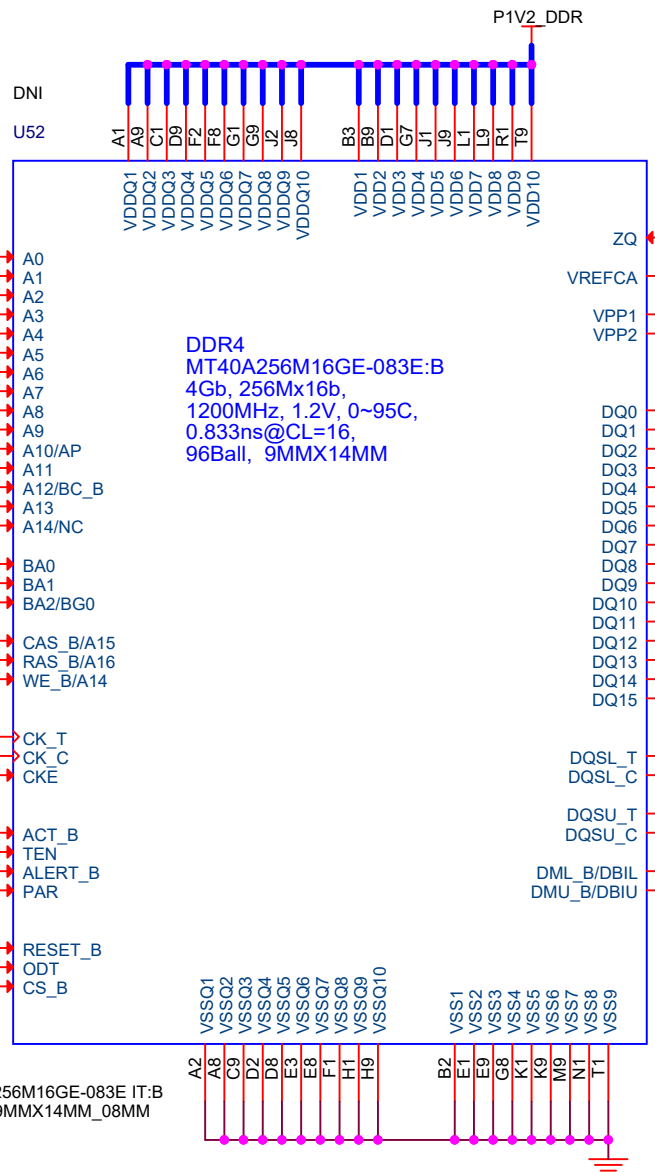 P1V2_DDR
DNI
U52
A1 A9 C1 D9 F2 F8 G1 G9 J2 J8 B3 B9 D1 G7 J1 J9 L1 L9 R1 T9
VDDQ1 VDDQ2 VDDQ3 VDDQ4 VDDQ5 VDDQ6 VDDQ7 VDDQ8 VDDQ9 VDDQ10 VDD1 VDD2 VDD3 VDD4 VDD5 VDD6 VDD7 VDD8 VDD9 VDD10
A0
A1
A2
A3
A4
A5
A6
A7
A8
A9
A10/AP
A11
A12/BC_B
A13
A14/NC
BA0
BA1
BA2/BG0
CAS_B/A15
RAS_B/A16
WE_B/A14
CK_T
CK_C
CKE
ACT_B
TEN
ALERT_B
PAR
RESET_B
ODT
CS_B
DDR4
MT40A256M16GE-083E:B
4Gb, 256Mx16b,
1200MHz, 1.2V, 0~95C,
0.833ns@CL=16,
96Ball, 9MMX14MM
ZQ
VREFCA
VPP1
VPP2
DQ0
DQ1
DQ2
DQ3
DQ4
DQ5
DQ6
DQ7
DQ8
DQ9
DQ10
DQ11
DQ12
DQ13
DQ14
DQ15
DQSL_T
DQSL_C
DQSU_T
DQSU_C
DML_B/DBIL
DMU_B/DBIU
VSSQ1 VSSQ2 VSSQ3 VSSQ4 VSSQ5 VSSQ6 VSSQ7 VSSQ8 VSSQ9 VSSQ10 VSS1 VSS2 VSS3 VSS4 VSS5 VSS6 VSS7 VSS8 VSS9
A2 A8 C9 D2 D8 E3 E8 F1 H1 H9 B2 E1 E9 G8 K1 K9 M9 N1 T1
256M16GE-083E IT:B
9MMX14MM_08MM